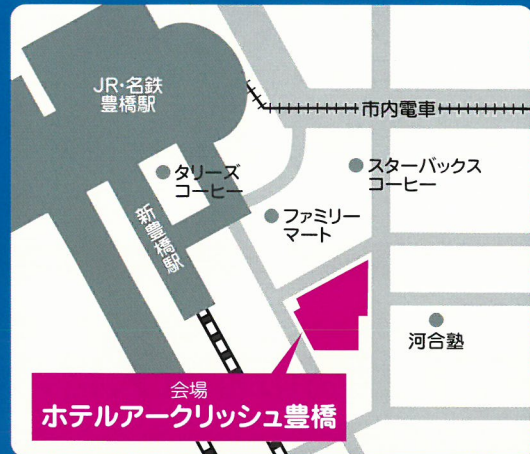 JR・名鉄
豊橋駅
市内電車
タリーズ
コーヒー
スターバックス
コーヒー
ファミリー
マート
新豊橋駅
河合塾
会場
ホテルアークリッシュ豊橋